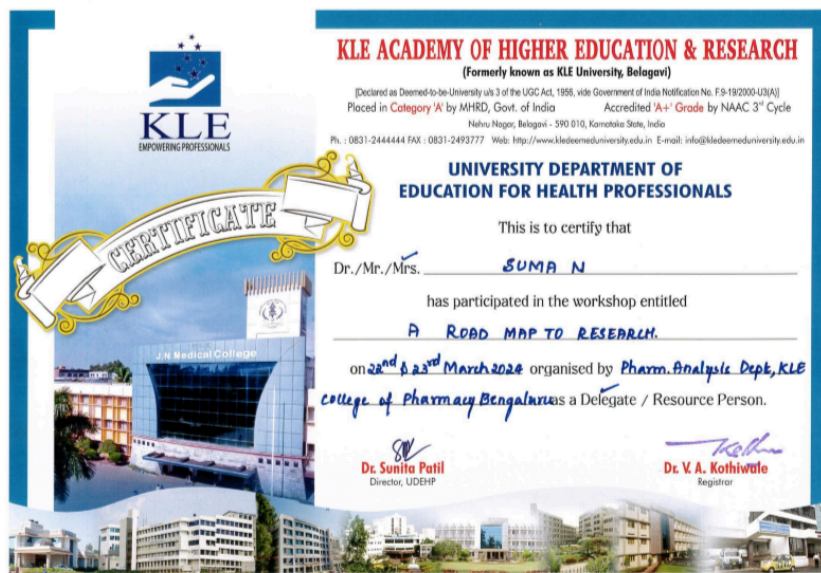 KLE
EMPOWERING PROFESSIONALS
CERTIFICATE
J.N Medical College
KLE ACADEMY OF HIGHER EDUCATION & RESEARCH
(Formerly known as KLE University, Belagavi)
[Declared as Deemed-to-be-University u/s 3 of the UGC Act, 1956, vide Government of India Notification No. F.9-19/2000-U3(A)]
Placed in Category 'A' by MHRD, Govt. of India Accredited 'A+' Grade by NAAC 3rd Cycle
Nehru Nagar, Belagavi - 590 010, Karnataka State, India
Ph. : 0831-2444444 FAX : 0831-2493777 Web: http://www.kledeemeduniversity.edu.in E-mail: info@kledeemeduniversity.edu.in
UNIVERSITY DEPARTMENT OF
EDUCATION FOR HEALTH PROFESSIONALS
This is to certify that
Dr./Mr./Mrs. SUMA N
has participated in the workshop entitled
A ROAD MAP TO RESEARCH.
on 22nd & 23rd March 2024 organised by Pharm. Analysis Dept, KLE
college of Pharmacy Bengaluru as a Delegate / Resource Person.
Dr. Sunita Patil
Director, UDEHP
Dr. V. A. Kothiwale
Registrar